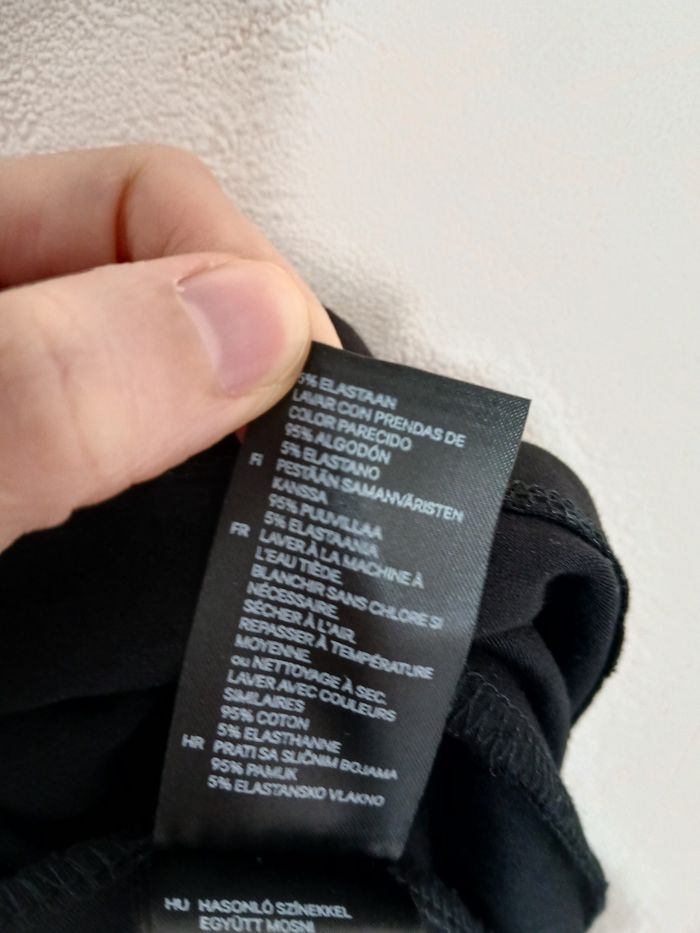 5% ELASTAAN
LAVAR CON PRENDAS DE
COLOR PARECIDO
95% ALGODÓN
5% ELASTANO
FI PESTÄÄN SAMANVÄRISTEN
KANSSA
95% PUUVILLAA
5% ELASTAANIA
FR LAVER À LA MACHINE À
L'EAU TIÈDE.
BLANCHIR SANS CHLORE SI
NÉCESSAIRE.
SÉCHER À L'AIR.
REPASSER À TEMPÉRATURE
MOYENNE.
ou NETTOYAGE À SEC.
LAVER AVEC COULEURS
SIMILAIRES
95% COTON
5% ELASTHANNE
HR PRATI SA SLIČNIM BOJAMA
95% PAMUK
5% ELASTANSKO VLAKNO
HU HASONLÓ SZÍNEKKEL
EGYÜTT MOSNI